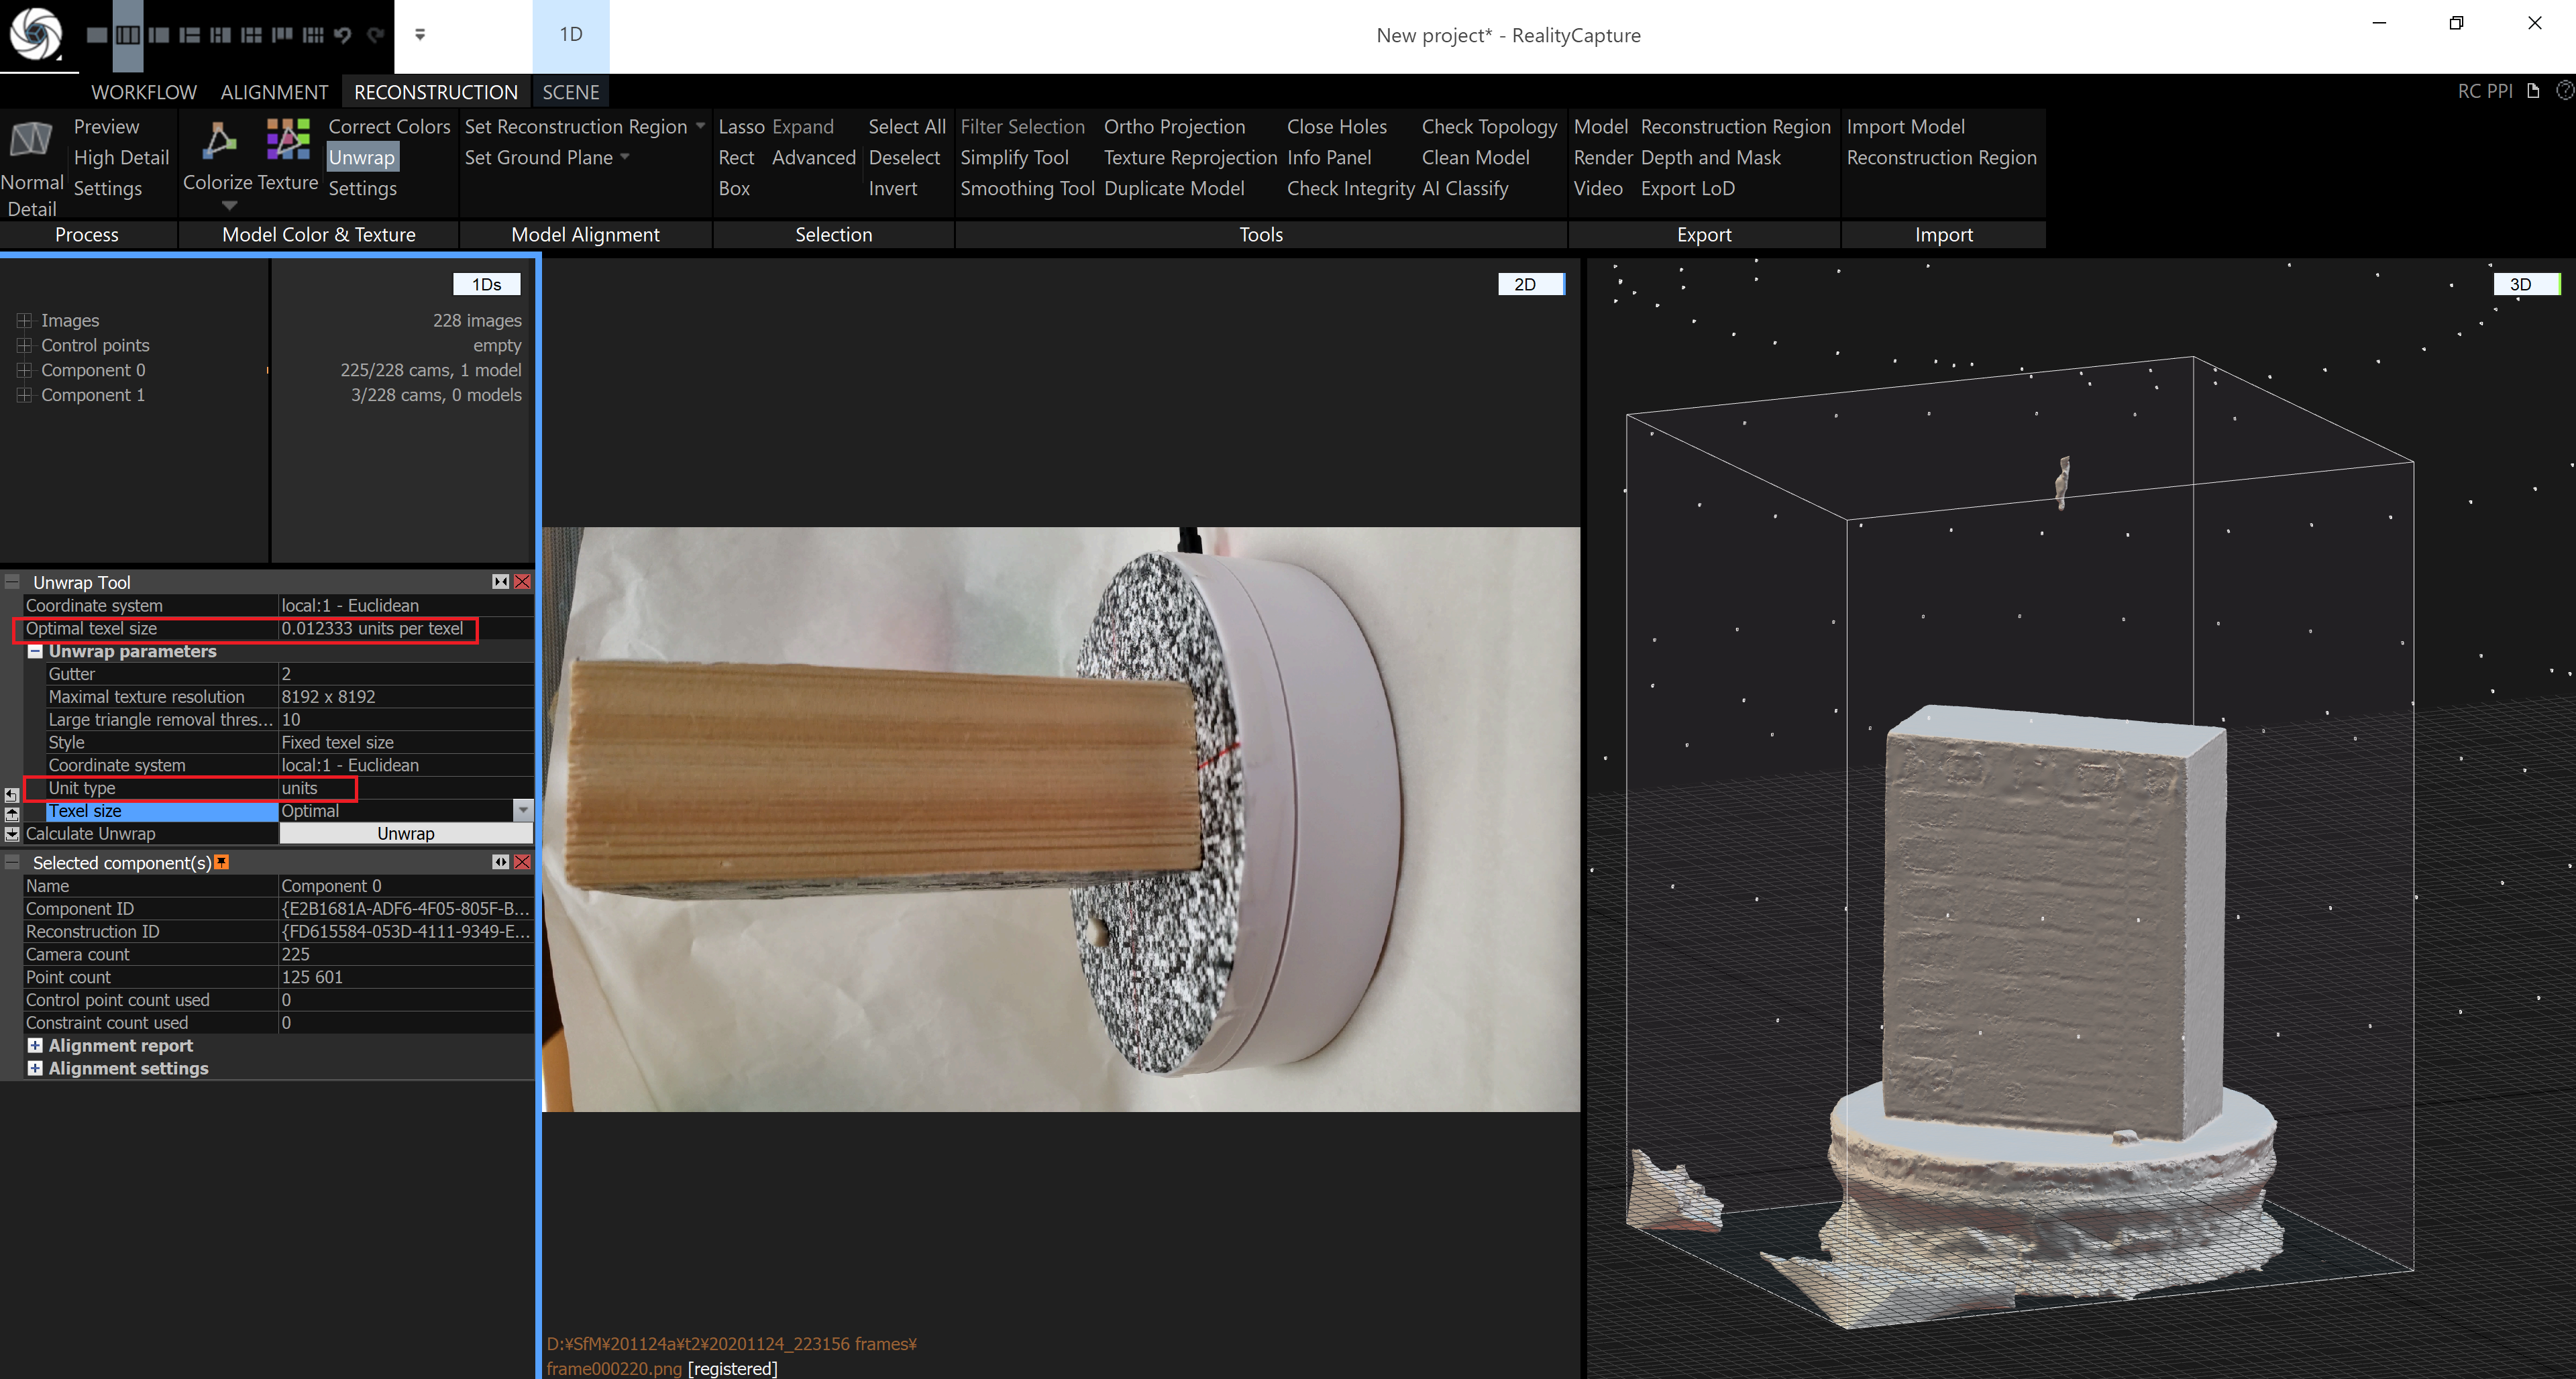 1D
New project* - RealityCapture
WORKFLOW ALIGNMENT RECONSTRUCTION SCENE
RC PPI
Normal Detail
Preview
High Detail
Settings
Process
Colorize
Texture
Correct Colors
Unwrap
Settings
Model Color & Texture
Set Reconstruction Region
Set Ground Plane
Model Alignment
Lasso Expand Select All
Rect Advanced Deselect
Box Invert
Selection
Filter Selection Ortho Projection Close Holes Check Topology
Simplify Tool Texture Reprojection Info Panel Clean Model
Smoothing Tool Duplicate Model Check Integrity AI Classify
Tools
Model Reconstruction Region
Render Depth and Mask
Video Export LoD
Export
Import Model
Reconstruction Region
Import
1Ds
Images 228 images
Control points empty
Component 0 225/228 cams, 1 model
Component 1 3/228 cams, 0 models
Unwrap Tool
Coordinate system local:1 - Euclidean
Optimal texel size 0.012333 units per texel
Unwrap parameters
Gutter 2
Maximal texture resolution 8192 x 8192
Large triangle removal thres... 10
Style Fixed texel size
Coordinate system local:1 - Euclidean
Unit type units
Texel size Optimal
Calculate Unwrap Unwrap
Selected component(s)
Name Component 0
Component ID {E2B1681A-ADF6-4F05-805F-B...
Reconstruction ID {FD615584-053D-4111-9349-E...
Camera count 225
Point count 125 601
Control point count used 0
Constraint count used 0
Alignment report
Alignment settings
2D
D:¥SfM¥201124a¥t2¥20201124_223156 frames¥
frame000220.png [registered]
3D